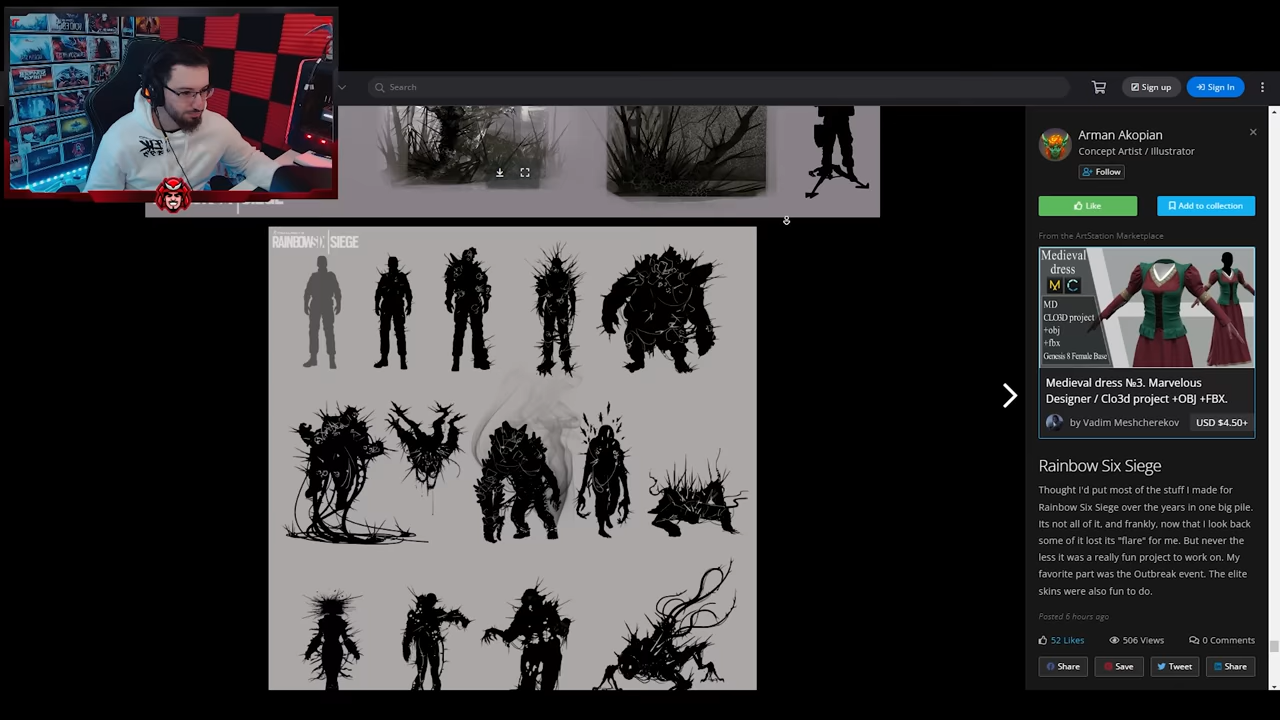 Search
Sign up
Sign In
Arman Akopian
Concept Artist / Illustrator
Follow
Like
Add to collection
From the ArtStation Marketplace
Medieval
dress
M C
MD
CLO3D project
+obj
+fbx
Genesis 8 Female Base
Medieval dress №3. Marvelous
Designer / Clo3d project +OBJ +FBX.
by Vadim Meshcherekov
USD $4.50+
RAINBOWSIX | SIEGE
Rainbow Six Siege
Thought I'd put most of the stuff I made for
Rainbow Six Siege over the years in one big pile.
Its not all of it, and frankly, now that I look back
some of it lost its "flare" for me. But never the
less it was a really fun project to work on. My
favorite part was the Outbreak event. The elite
skins were also fun to do.
Posted 6 hours ago
52 Likes
506 Views
0 Comments
Share
Save
Tweet
Share